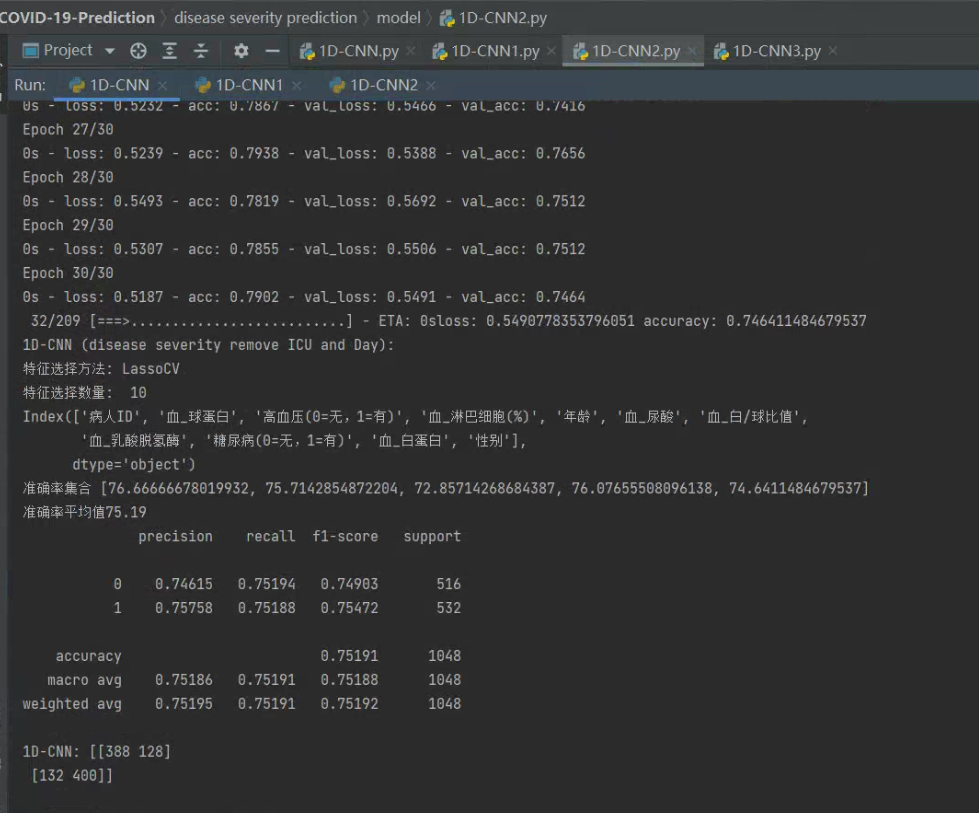 COVID-19-Prediction disease severity prediction model 1D-CNN2.py
Project 1D-CNN.py 1D-CNN1.py 1D-CNN2.py 1D-CNN3.py
Run: 1D-CNN 1D-CNN1 1D-CNN2
0s - loss: 0.5232 - acc: 0.7867 - val_loss: 0.5466 - val_acc: 0.7416
Epoch 27/30
0s - loss: 0.5239 - acc: 0.7938 - val_loss: 0.5388 - val_acc: 0.7656
Epoch 28/30
0s - loss: 0.5493 - acc: 0.7819 - val_loss: 0.5692 - val_acc: 0.7512
Epoch 29/30
0s - loss: 0.5307 - acc: 0.7855 - val_loss: 0.5506 - val_acc: 0.7512
Epoch 30/30
0s - loss: 0.5187 - acc: 0.7902 - val_loss: 0.5491 - val_acc: 0.7464
32/209 [===>..........................] - ETA: 0sloss: 0.5490778353796051 accuracy: 0.746411484679537
1D-CNN (disease severity remove ICU and Day):
特征选择方法: LassoCV
特征选择数量: 10
Index(['病人ID', '血_球蛋白', '高血压(0=无，1=有)', '血_淋巴细胞(%)', '年龄', '血_尿酸', '血_白/球比值',
'血_乳酸脱氢酶', '糖尿病(0=无，1=有)', '血_白蛋白', '性别'],
dtype='object')
准确率集合 [76.66666678019932, 75.7142854872204, 72.85714268684387, 76.07655508096138, 74.6411484679537]
准确率平均值75.19
precision recall f1-score support
0 0.74615 0.75194 0.74903 516
1 0.75758 0.75188 0.75472 532
accuracy 0.75191 1048
macro avg 0.75186 0.75191 0.75188 1048
weighted avg 0.75195 0.75191 0.75192 1048
1D-CNN: [[388 128]
[132 400]]